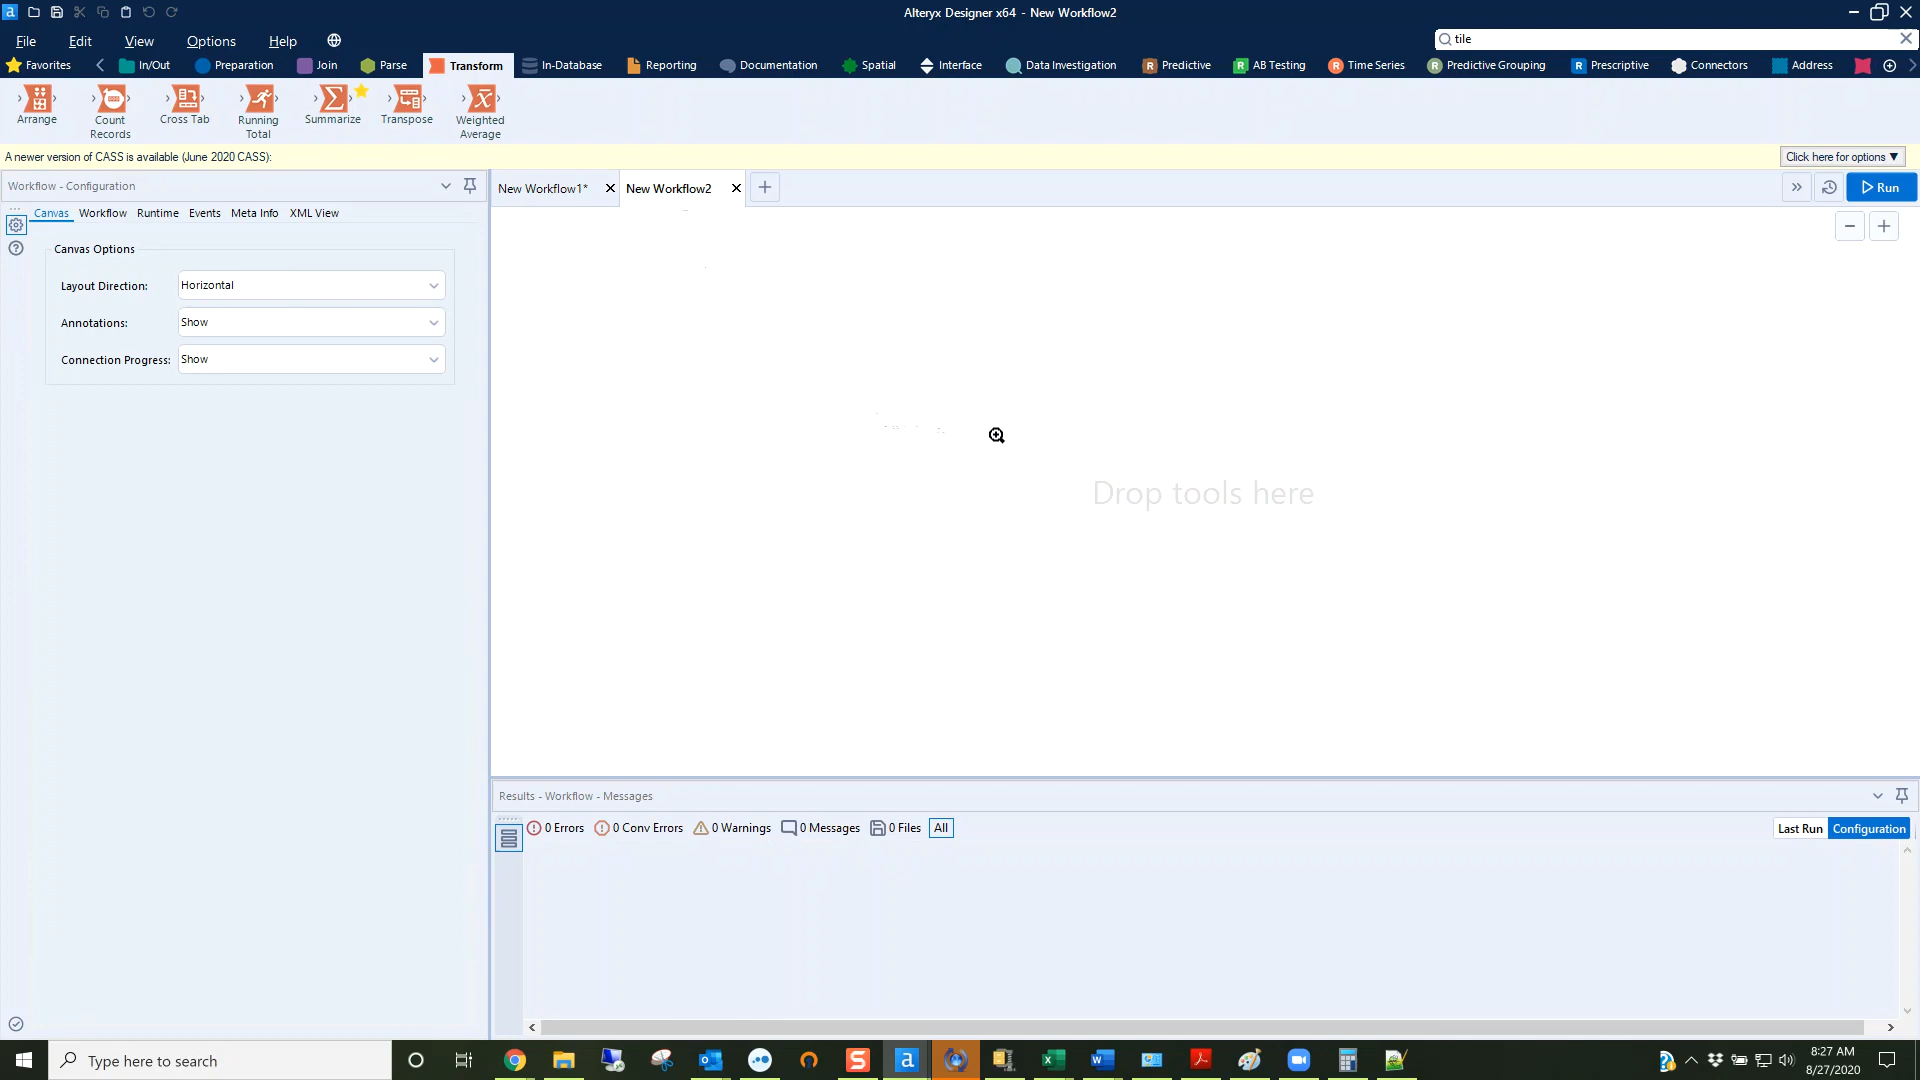 Alteryx Designer x64 - New Workflow2
File Edit View Options Help
tile
Favorites In/Out Preparation Join Parse Transform In-Database Reporting Documentation Spatial Interface Data Investigation Predictive AB Testing Time Series Predictive Grouping Prescriptive Connectors Address
Arrange Count Records Cross Tab Running Total Summarize Transpose Weighted Average
A newer version of CASS is available (June 2020 CASS): Click here for options ▼
Workflow - Configuration
New Workflow1* New Workflow2
Run
Canvas Workflow Runtime Events Meta Info XML View
Canvas Options
Layout Direction: Horizontal
Annotations: Show
Connection Progress: Show
Drop tools here
Results - Workflow - Messages
0 Errors 0 Conv Errors 0 Warnings 0 Messages 0 Files All
Last Run Configuration
Type here to search
8:27 AM
8/27/2020